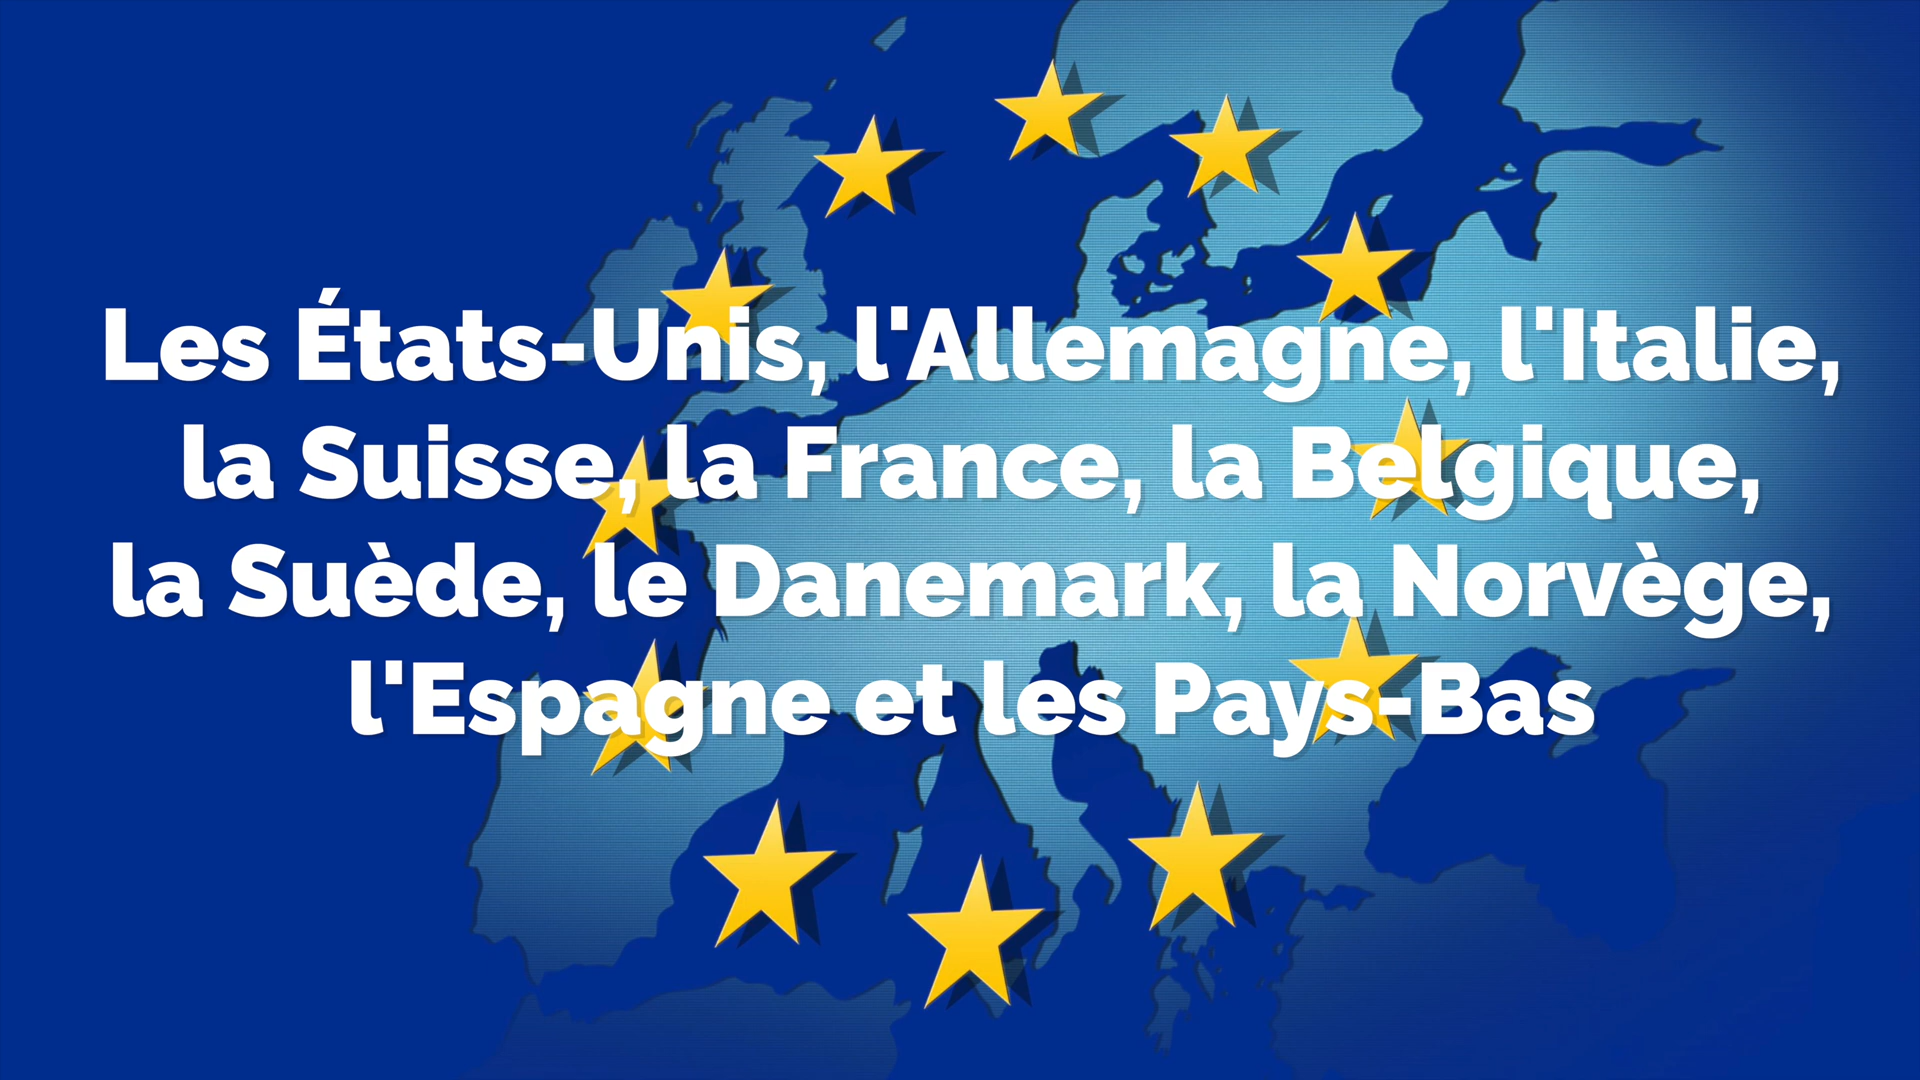 Les États-Unis, l'Allemagne, l'Italie,
la Suisse, la France, la Belgique,
la Suède, le Danemark, la Norvège,
l'Espagne et les Pays-Bas